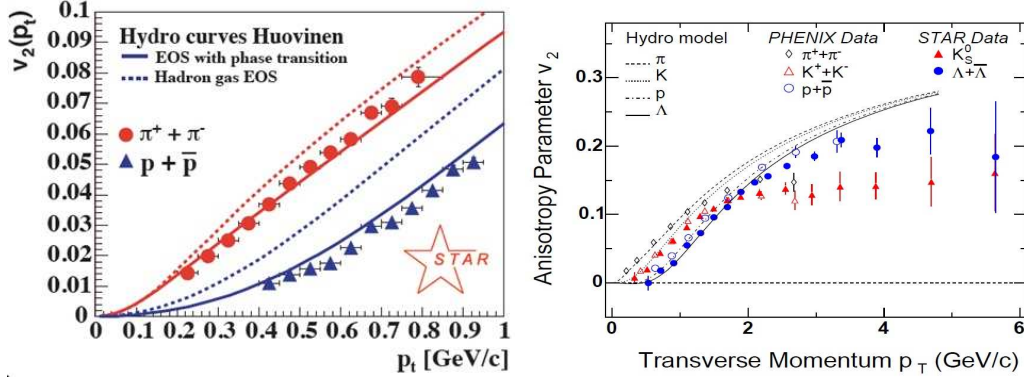 v₂(pₜ)
0.1
0.09
0.08
0.07
0.06
0.05
0.04
0.03
0.02
0.01
0
Hydro curves Huovinen
EOS with phase transition
Hadron gas EOS
π⁺ + π⁻
p + p̅
STAR
0 0.1 0.2 0.3 0.4 0.5 0.6 0.7 0.8 0.9 1
pₜ [GeV/c]
Anisotropy Parameter v₂
0.3
0.2
0.1
0
Hydro model
π
K
p
Λ
PHENIX Data
π⁺+π⁻
K⁺+K⁻
p+p̅
STAR Data
K⁰S
Λ+Λ̅
0 2 4 6
Transverse Momentum p T (GeV/c)